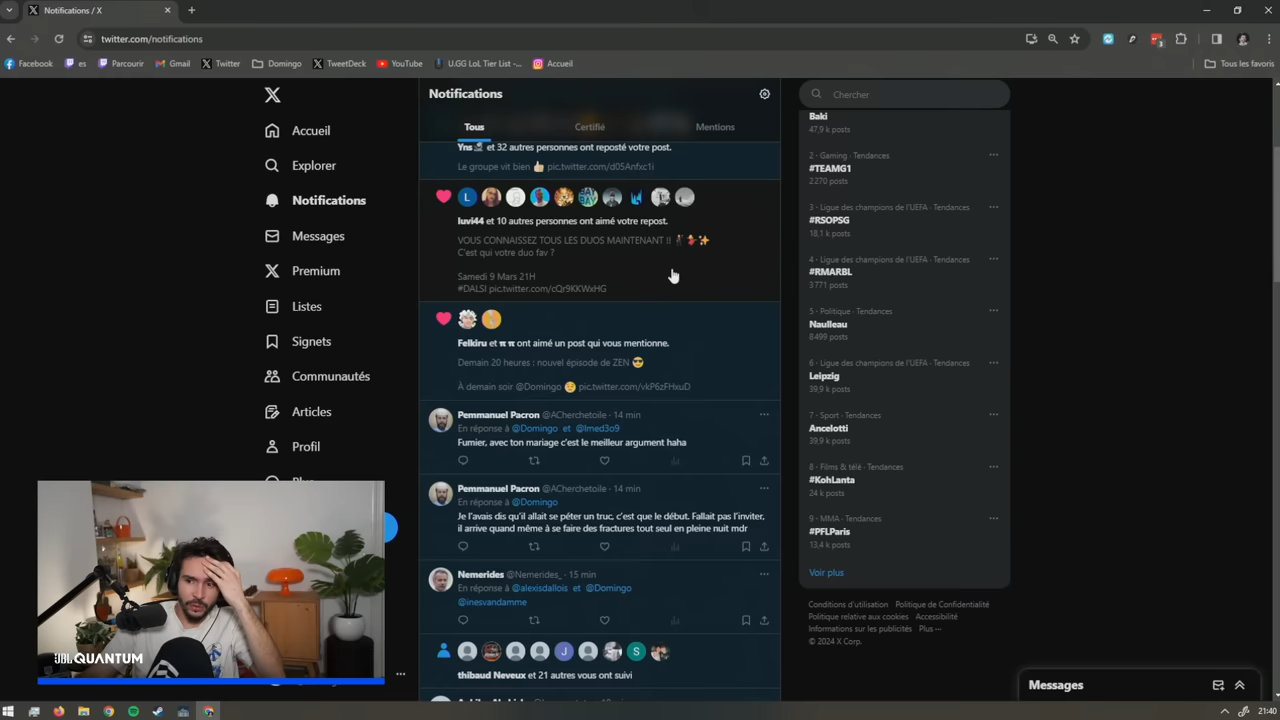 Notifications / X
twitter.com/notifications
Facebook
es
Parcourir
Gmail
Twitter
Domingo
TweetDeck
YouTube
U.GG LoL Tier List -...
Accueil
Tous les favoris
Accueil
Explorer
Notifications
Messages
Premium
Listes
Signets
Communautés
Articles
Profil
Notifications
Tous
Certifié
Mentions
Yns et 32 autres personnes ont reposté votre post.
Le groupe vit bien 👍 pic.twitter.com/d05Anfxc1i
L
luvi44 et 10 autres personnes ont aimé votre repost.
VOUS CONNAISSEZ TOUS LES DUOS MAINTENANT !! 🕺💃✨
C'est qui votre duo fav ?
Samedi 9 Mars 21H
#DALS! pic.twitter.com/cQr9KKWxHG
Felkiru et ππ ont aimé un post qui vous mentionne.
Demain 20 heures : nouvel épisode de ZEN 😎
À demain soir @Domingo pic.twitter.com/vkP6zFHxuD
Pemmanuel Pacron @ACherchetoile · 14 min
En réponse à @Domingo et @Imed3o9
Fumier, avec ton mariage c'est le meilleur argument haha
Pemmanuel Pacron @ACherchetoile · 14 min
En réponse à @Domingo
Je l'avais dis qu'il allait se péter un truc, c'est que le début. Fallait pas l'inviter,
il arrive quand même à se faire des fractures tout seul en pleine nuit mdr
Nemerides @Nemerides_ · 15 min
En réponse à @alexisdallois et @Domingo
@inesvandamme
J
S
thibaud Neveux et 21 autres vous ont suivi
Chercher
Baki
47,9 k posts
2 · Gaming · Tendances
#TEAMG1
2 270 posts
3 · Ligue des champions de l'UEFA · Tendances
#RSOPSG
18,1 k posts
4 · Ligue des champions de l'UEFA · Tendances
#RMARBL
3 771 posts
5 · Politique · Tendances
Naulleau
8 499 posts
6 · Ligue des champions de l'UEFA · Tendances
Leipzig
39,9 k posts
7 · Sport · Tendances
Ancelotti
39,9 k posts
8 · Films & télé · Tendances
#KohLanta
24 k posts
9 · MMA · Tendances
#PFLParis
13,4 k posts
Voir plus
Conditions d'utilisation Politique de Confidentialité
Politique relative aux cookies Accessibilité
Informations sur les publicités Plus ···
© 2024 X Corp.
Messages
JBL QUANTUM
21:40